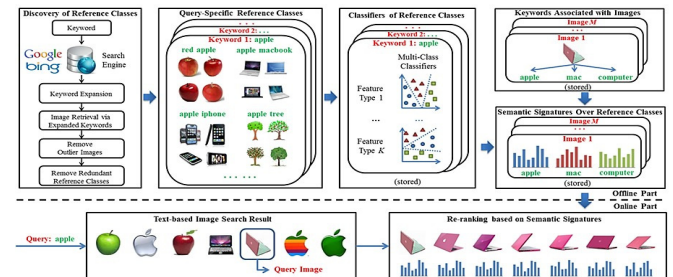 Discovery of Reference Classes
Keyword
Google
bing
Search
Engine
Keyword Expansion
Image Retrieval via
Expanded Keywords
Remove
Outlier Images
Remove Redundant
Reference Classes
Query-Specific Reference Classes
. . .
Keyword 2: . . .
Keyword 1: apple
red apple apple macbook
apple iphone apple tree
... ...
Classifiers of Reference Classes
. . .
Keyword 2: . . .
Keyword 1: apple
Multi-Class
Classifiers
Feature
Type 1
... ...
Feature
Type K
(stored)
Keywords Associated with Images
Image M
...
Image 1
apple mac computer
(stored)
Semantic Signatures Over Reference Classes
Image M
...
Image 1
apple mac computer
(stored)
Offline Part
Online Part
Query: apple
Text-based Image Search Result
Query Image
Re-ranking based on Semantic Signatures